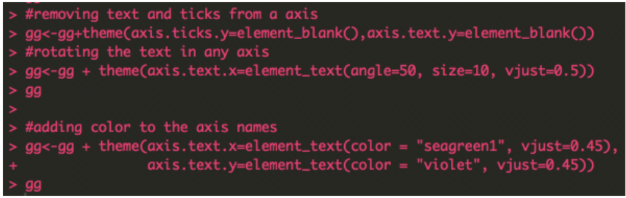 > #removing text and ticks from a axis
> gg<-gg+theme(axis.ticks.y=element_blank(),axis.text.y=element_blank())
> #rotating the text in any axis
> gg<-gg + theme(axis.text.x=element_text(angle=50, size=10, vjust=0.5))
> gg
>
> #adding color to the axis names
> gg<-gg + theme(axis.text.x=element_text(color = "seagreen1", vjust=0.45),
+ axis.text.y=element_text(color = "violet", vjust=0.45))
> gg